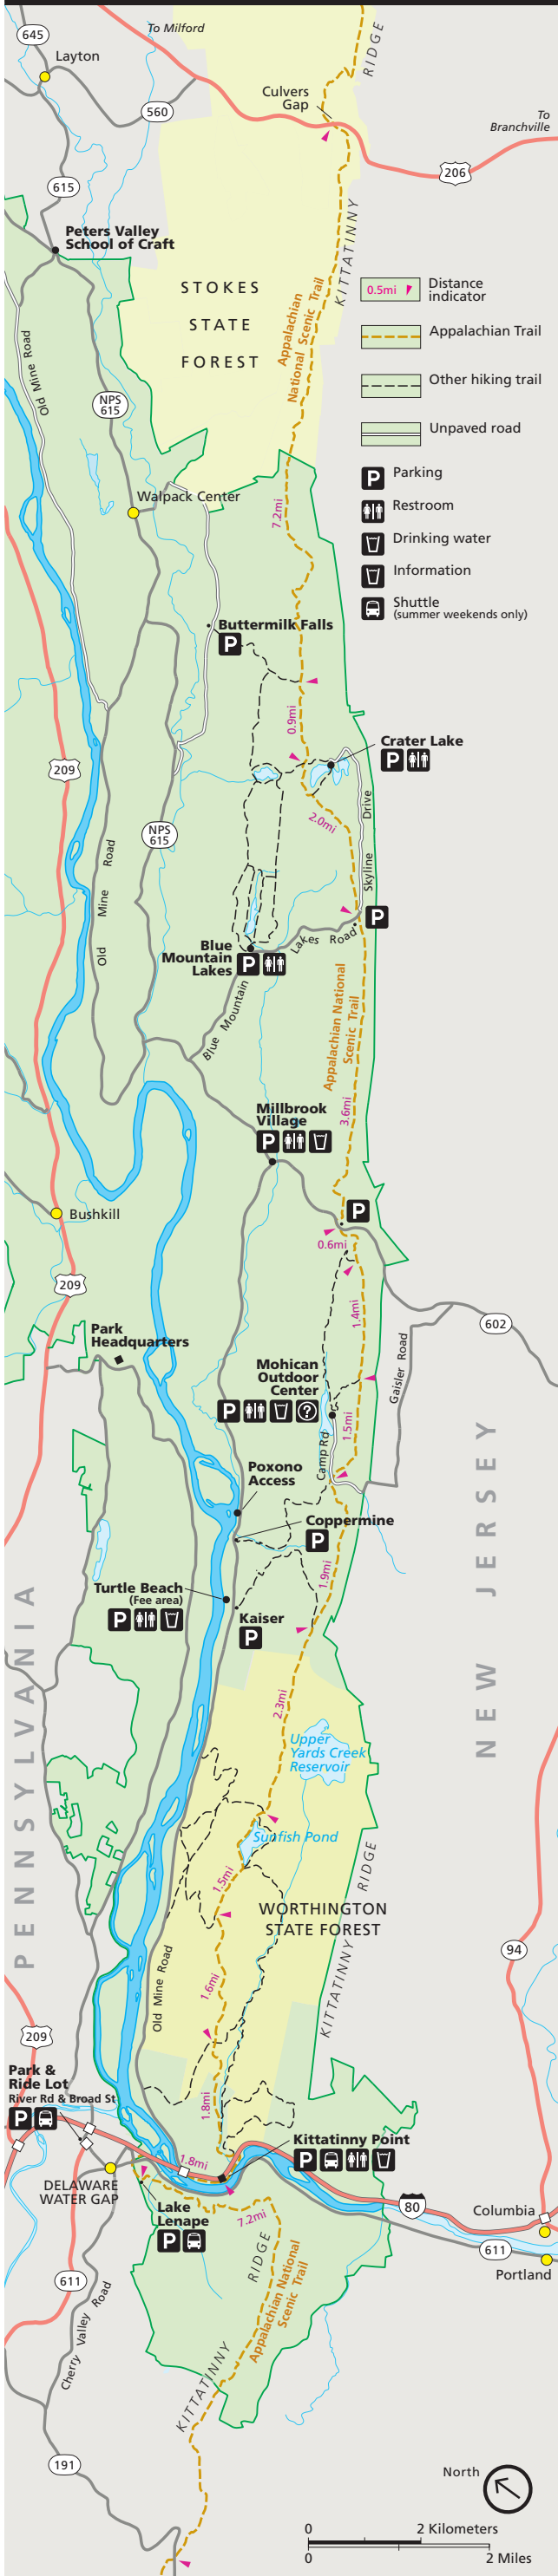 645
To Milford
Layton
RIDGE
Culvers
Gap
560
To
Branchville
206
615
Peters Valley
School of Craft
KITTATINNY
STOKES
STATE
FOREST
Appalachian
National Scenic Trail
0.5mi
Distance
indicator
Appalachian Trail
Other hiking trail
Unpaved road
P
Parking
Restroom
Drinking water
Information
Shuttle
(summer weekends only)
Old Mine Road
NPS
615
Walpack Center
7.2mi
Buttermilk Falls
P
0.9mi
Crater Lake
P
209
2.0mi
Skyline Drive
NPS
615
Old Mine Road
P
Blue
Mountain
Lakes
P
Blue Mountain Lakes Road
Appalachian National
Scenic Trail
3.6mi
Millbrook
Village
P
P
Bushkill
0.6mi
209
1.4mi
602
Park
Headquarters
Gaisler Road
Mohican
Outdoor
Center
P ?
1.5mi
Camp Rd
Poxono
Access
Coppermine
P
1.9mi
Turtle Beach
(Fee area)
P
Kaiser
P
NEW JERSEY
PENNSYLVANIA
2.3mi
Upper
Yards Creek
Reservoir
Sunfish Pond
1.5mi
WORTHINGTON
STATE FOREST
KITTATINNY RIDGE
94
1.6mi
Old Mine Road
209
Park &
Ride Lot
River Rd & Broad St
P
1.8mi
Kittatinny Point
P
1.8mi
DELAWARE
WATER GAP
Lake
Lenape
P
7.2mi
80
Columbia
611
Portland
611
Cherry Valley Road
KITTATINNY RIDGE
Appalachian National
Scenic Trail
191
North
0 2 Kilometers
0 2 Miles